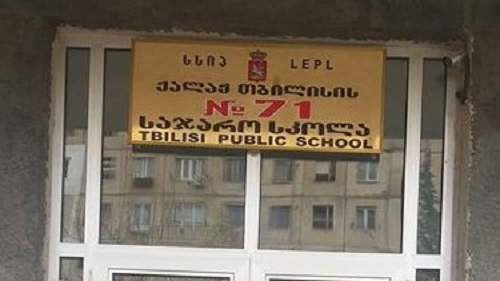 სსიპ LEPL
ქალაქ თბილისის
№ 71
საჯარო სკოლა
TBILISI PUBLIC SCHOOL